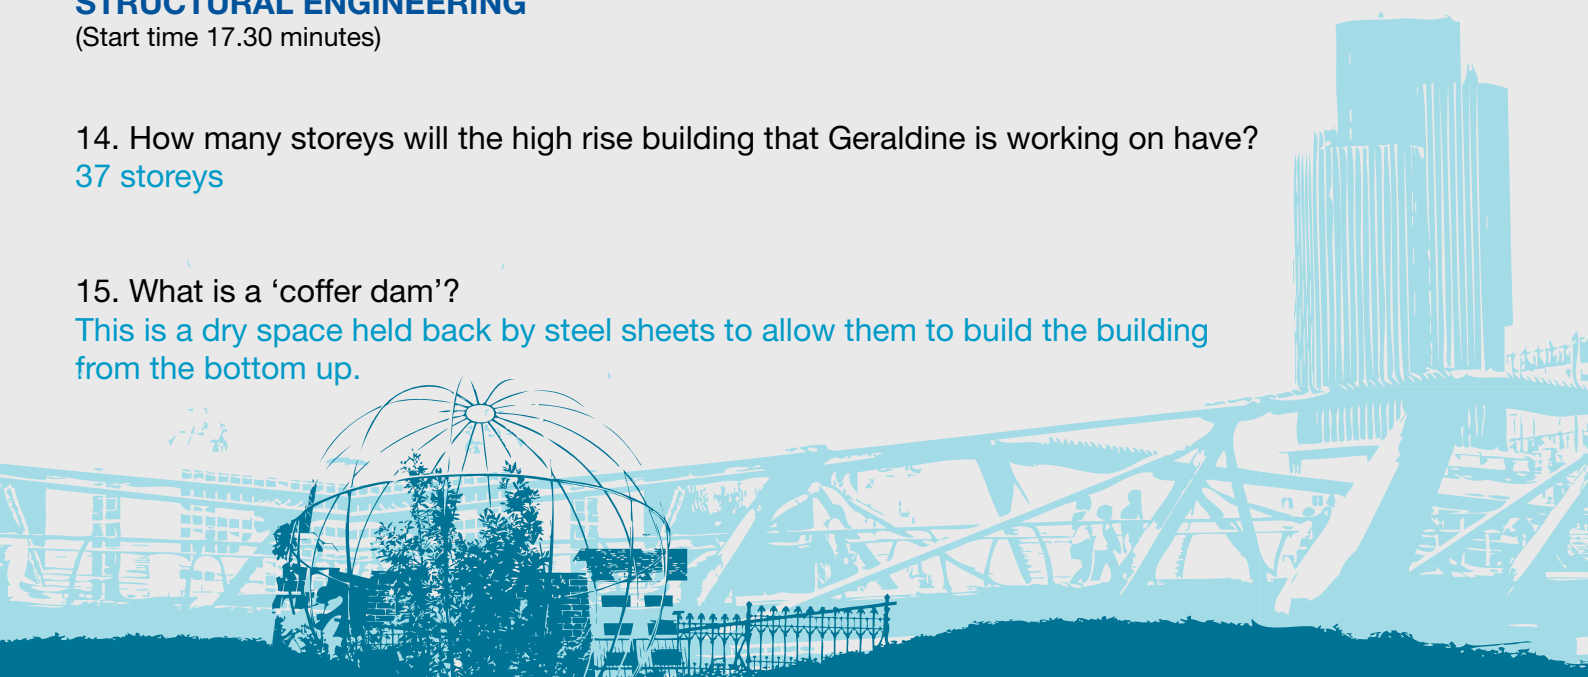 STRUCTURAL ENGINEERING
(Start time 17.30 minutes)
14. How many storeys will the high rise building that Geraldine is working on have?
37 storeys
15. What is a ‘coffer dam’?
This is a dry space held back by steel sheets to allow them to build the building
from the bottom up.